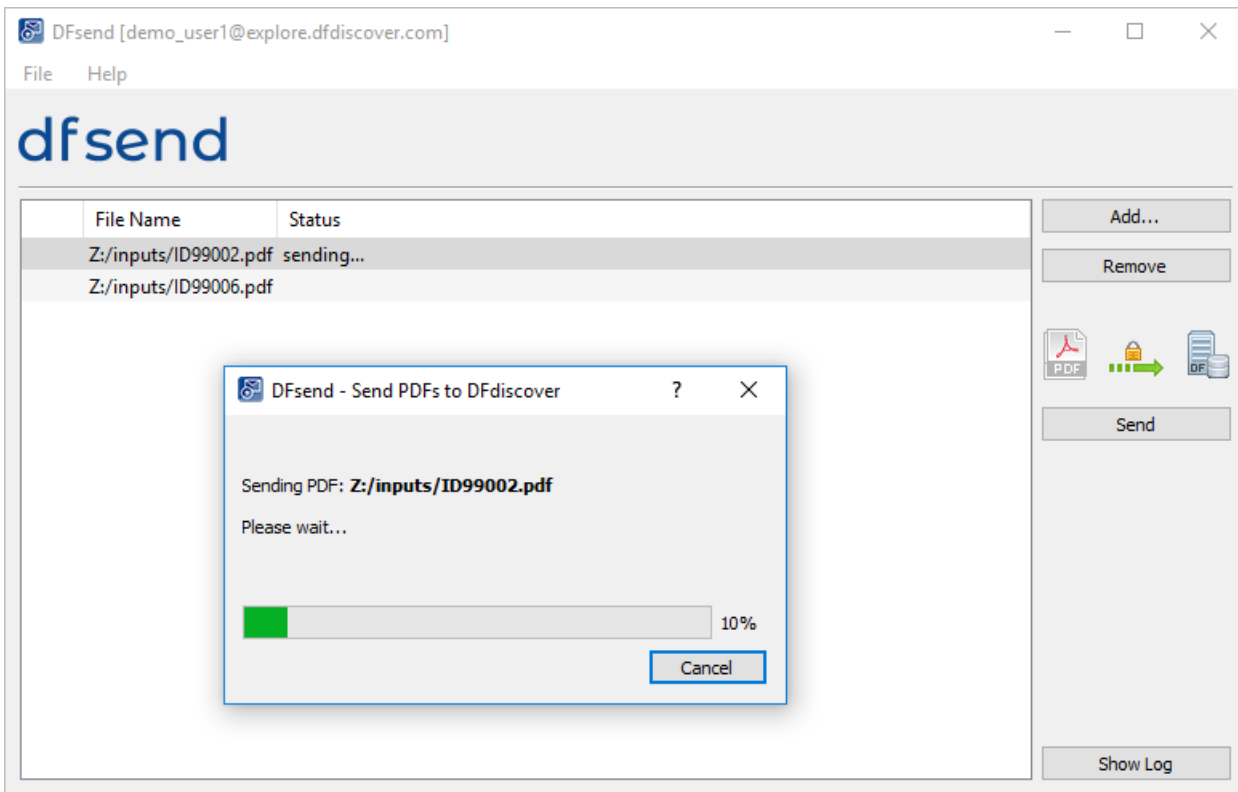 DFsend [demo_user1@explore.dfdiscover.com]
File Help
dfsend
File Name Status
Z:/inputs/ID99002.pdf sending...
Z:/inputs/ID99006.pdf
Add...
Remove
PDF DF
Send
DFsend - Send PDFs to DFdiscover ?
Sending PDF: Z:/inputs/ID99002.pdf
Please wait...
10%
Cancel
Show Log